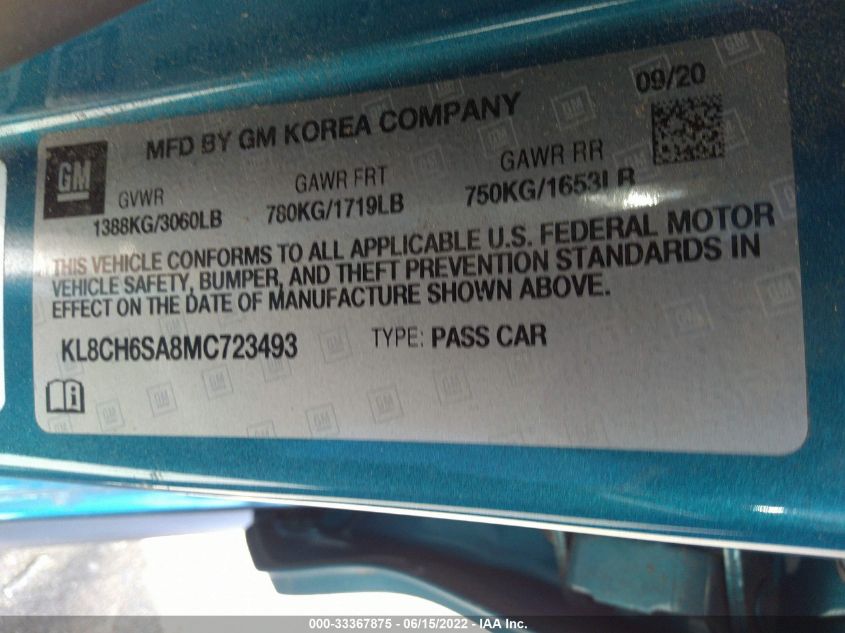 09/20
MFD BY GM KOREA COMPANY
GM
GVWR GAWR FRT GAWR RR
1388KG/3060LB 780KG/1719LB 750KG/1653LB
THIS VEHICLE CONFORMS TO ALL APPLICABLE U.S. FEDERAL MOTOR
VEHICLE SAFETY, BUMPER, AND THEFT PREVENTION STANDARDS IN
EFFECT ON THE DATE OF MANUFACTURE SHOWN ABOVE.
KL8CH6SA8MC723493 TYPE: PASS CAR
000-33367875 - 06/15/2022 - IAA Inc.